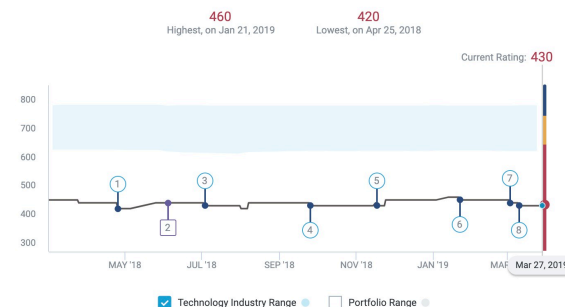 460
Highest, on Jan 21, 2019
420
Lowest, on Apr 25, 2018
Current Rating: 430
800
700
600
500
400
300
1
2
3
4
5
6
7
8
MAY '18
JUL '18
SEP '18
NOV '18
JAN '19
MAR
Mar 27, 2019
Technology Industry Range
Portfolio Range